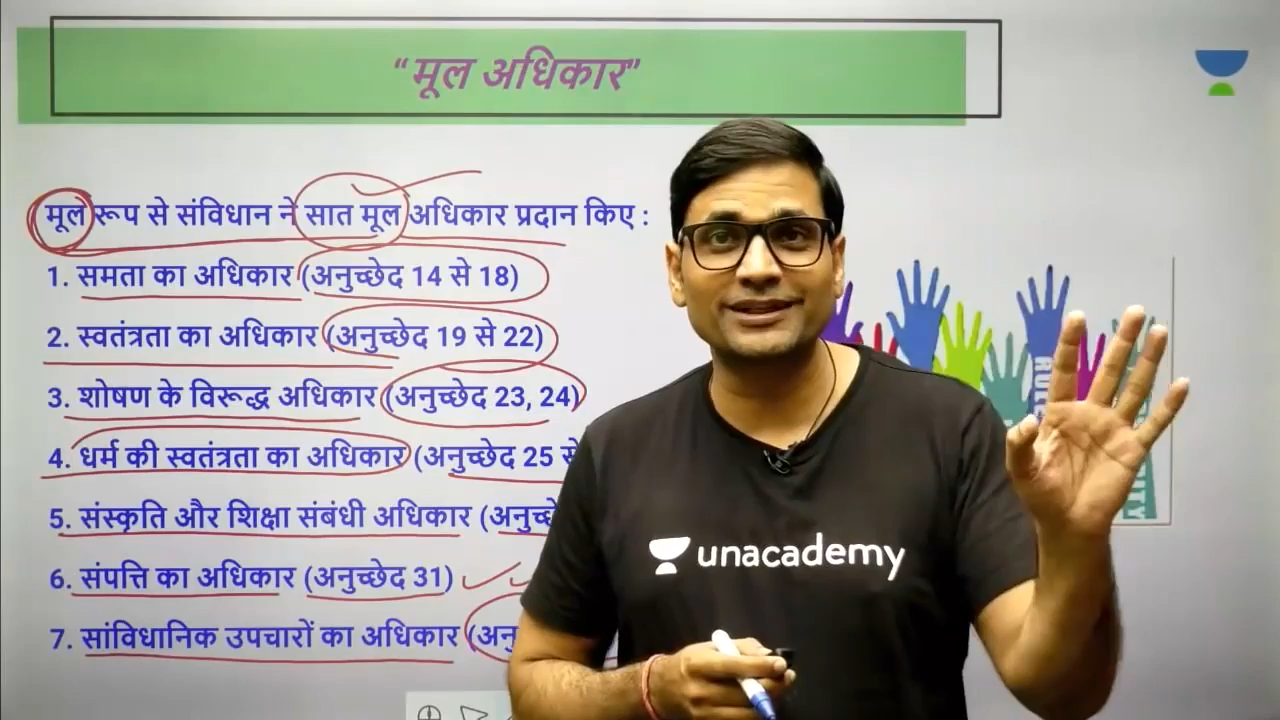 “मूल अधिकार”
मूल रूप से संविधान ने सात मूल अधिकार प्रदान किए :
1. समता का अधिकार (अनुच्छेद 14 से 18)
2. स्वतंत्रता का अधिकार (अनुच्छेद 19 से 22)
3. शोषण के विरूद्ध अधिकार (अनुच्छेद 23, 24)
4. धर्म की स्वतंत्रता का अधिकार (अनुच्छेद 25 से
5. संस्कृति और शिक्षा संबंधी अधिकार
6. संपत्ति का अधिकार (अनुच्छेद 31)
7. सांविधानिक उपचारों का अधिकार
unacademy